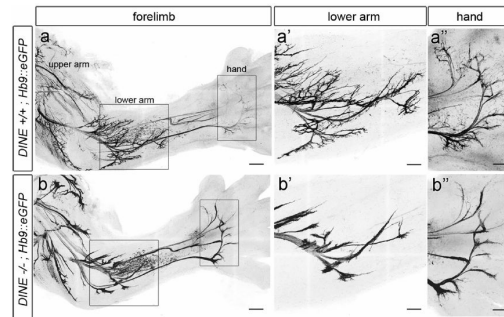 forelimb
lower arm
hand
DINE +/+ ; Hb9::eGFP
a
upper arm
lower arm
hand
a'
a''
DINE -/- ; Hb9::eGFP
b
b'
b''